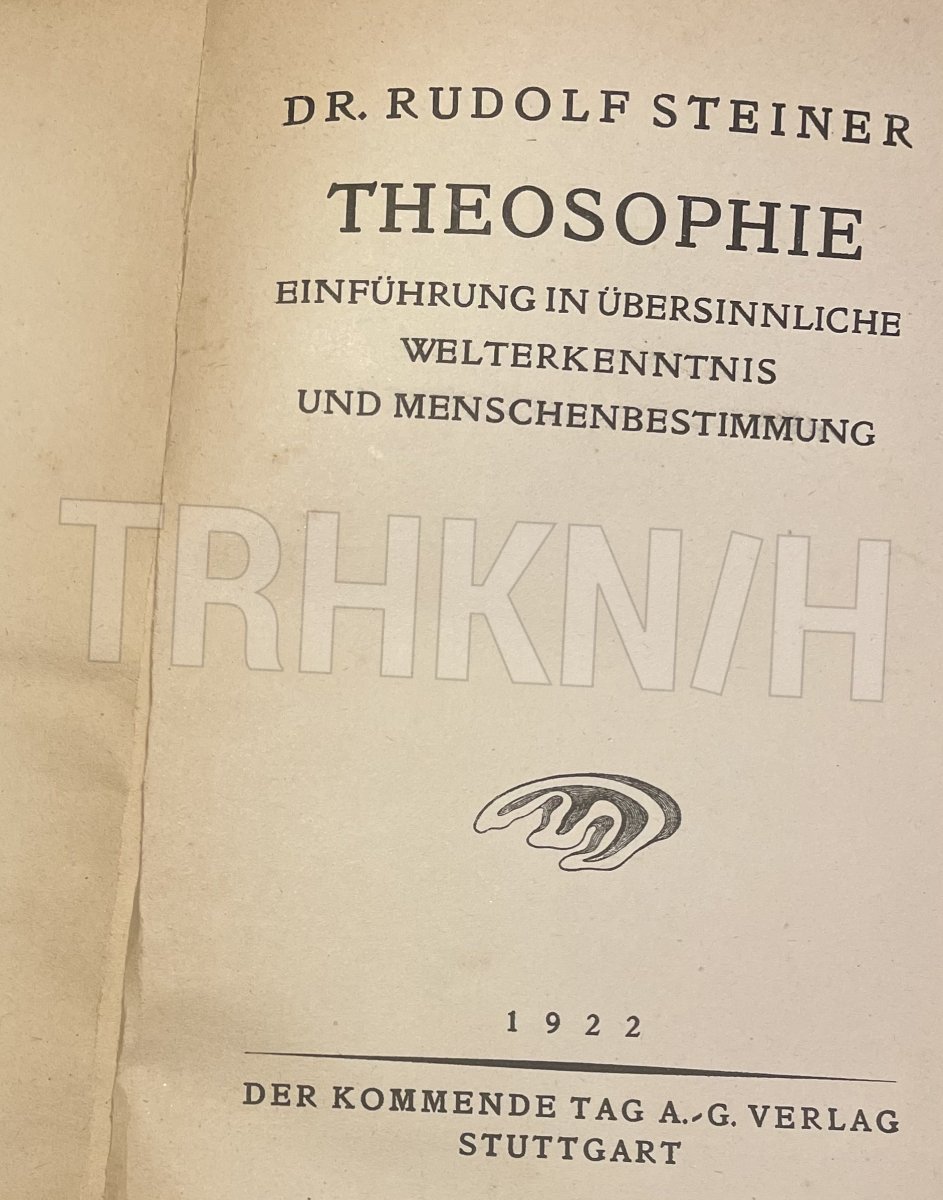 DR. RUDOLF STEINER
THEOSOPHIE
EINFÜHRUNG IN ÜBERSINNLICHE
WELTERKENNTNIS
UND MENSCHENBESTIMMUNG
TRHKN/H
1922
DER KOMMENDE TAG A.-G. VERLAG
STUTTGART